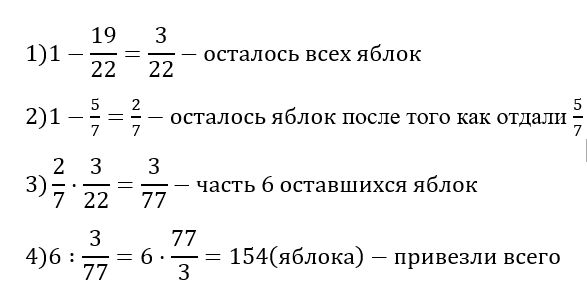 1)1 − 19/22 = 3/22 − осталось всех яблок
2)1 − 5/7 = 2/7 − осталось яблок после того как отдали 5/7
3) 2/7 · 3/22 = 3/77 − часть 6 оставшихся яблок
4)6 : 3/77 = 6 · 77/3 = 154(яблока) − привезли всего